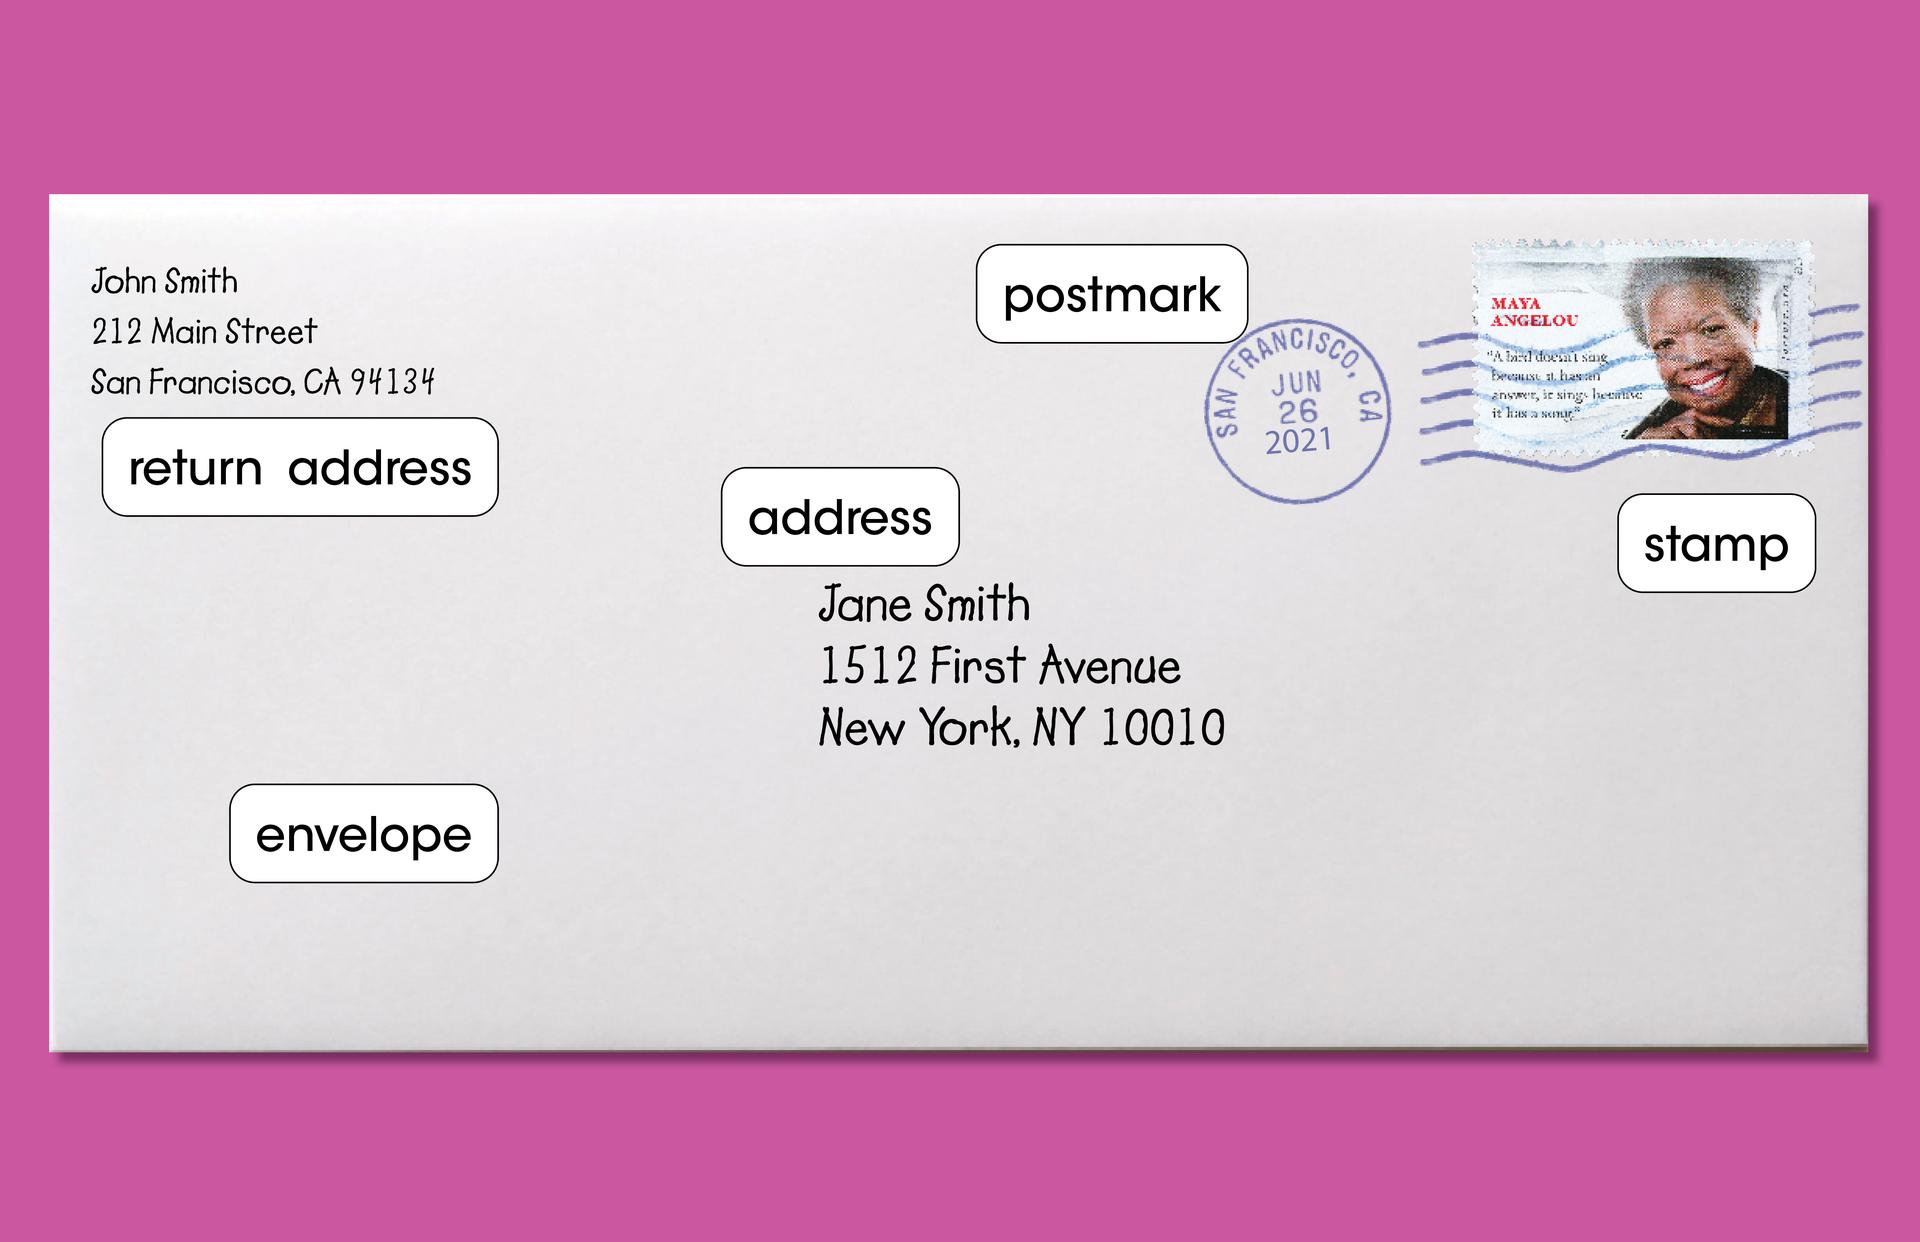 John Smith
212 Main Street
San Francisco, CA 94134
return address
postmark
SAN FRANCISCO, CA
JUN
26
2021
MAYA
ANGELOU
"A bird doesn't sing
because it has an
answer, it sings because
it has a song."
stamp
address
Jane Smith
1512 First Avenue
New York, NY 10010
envelope